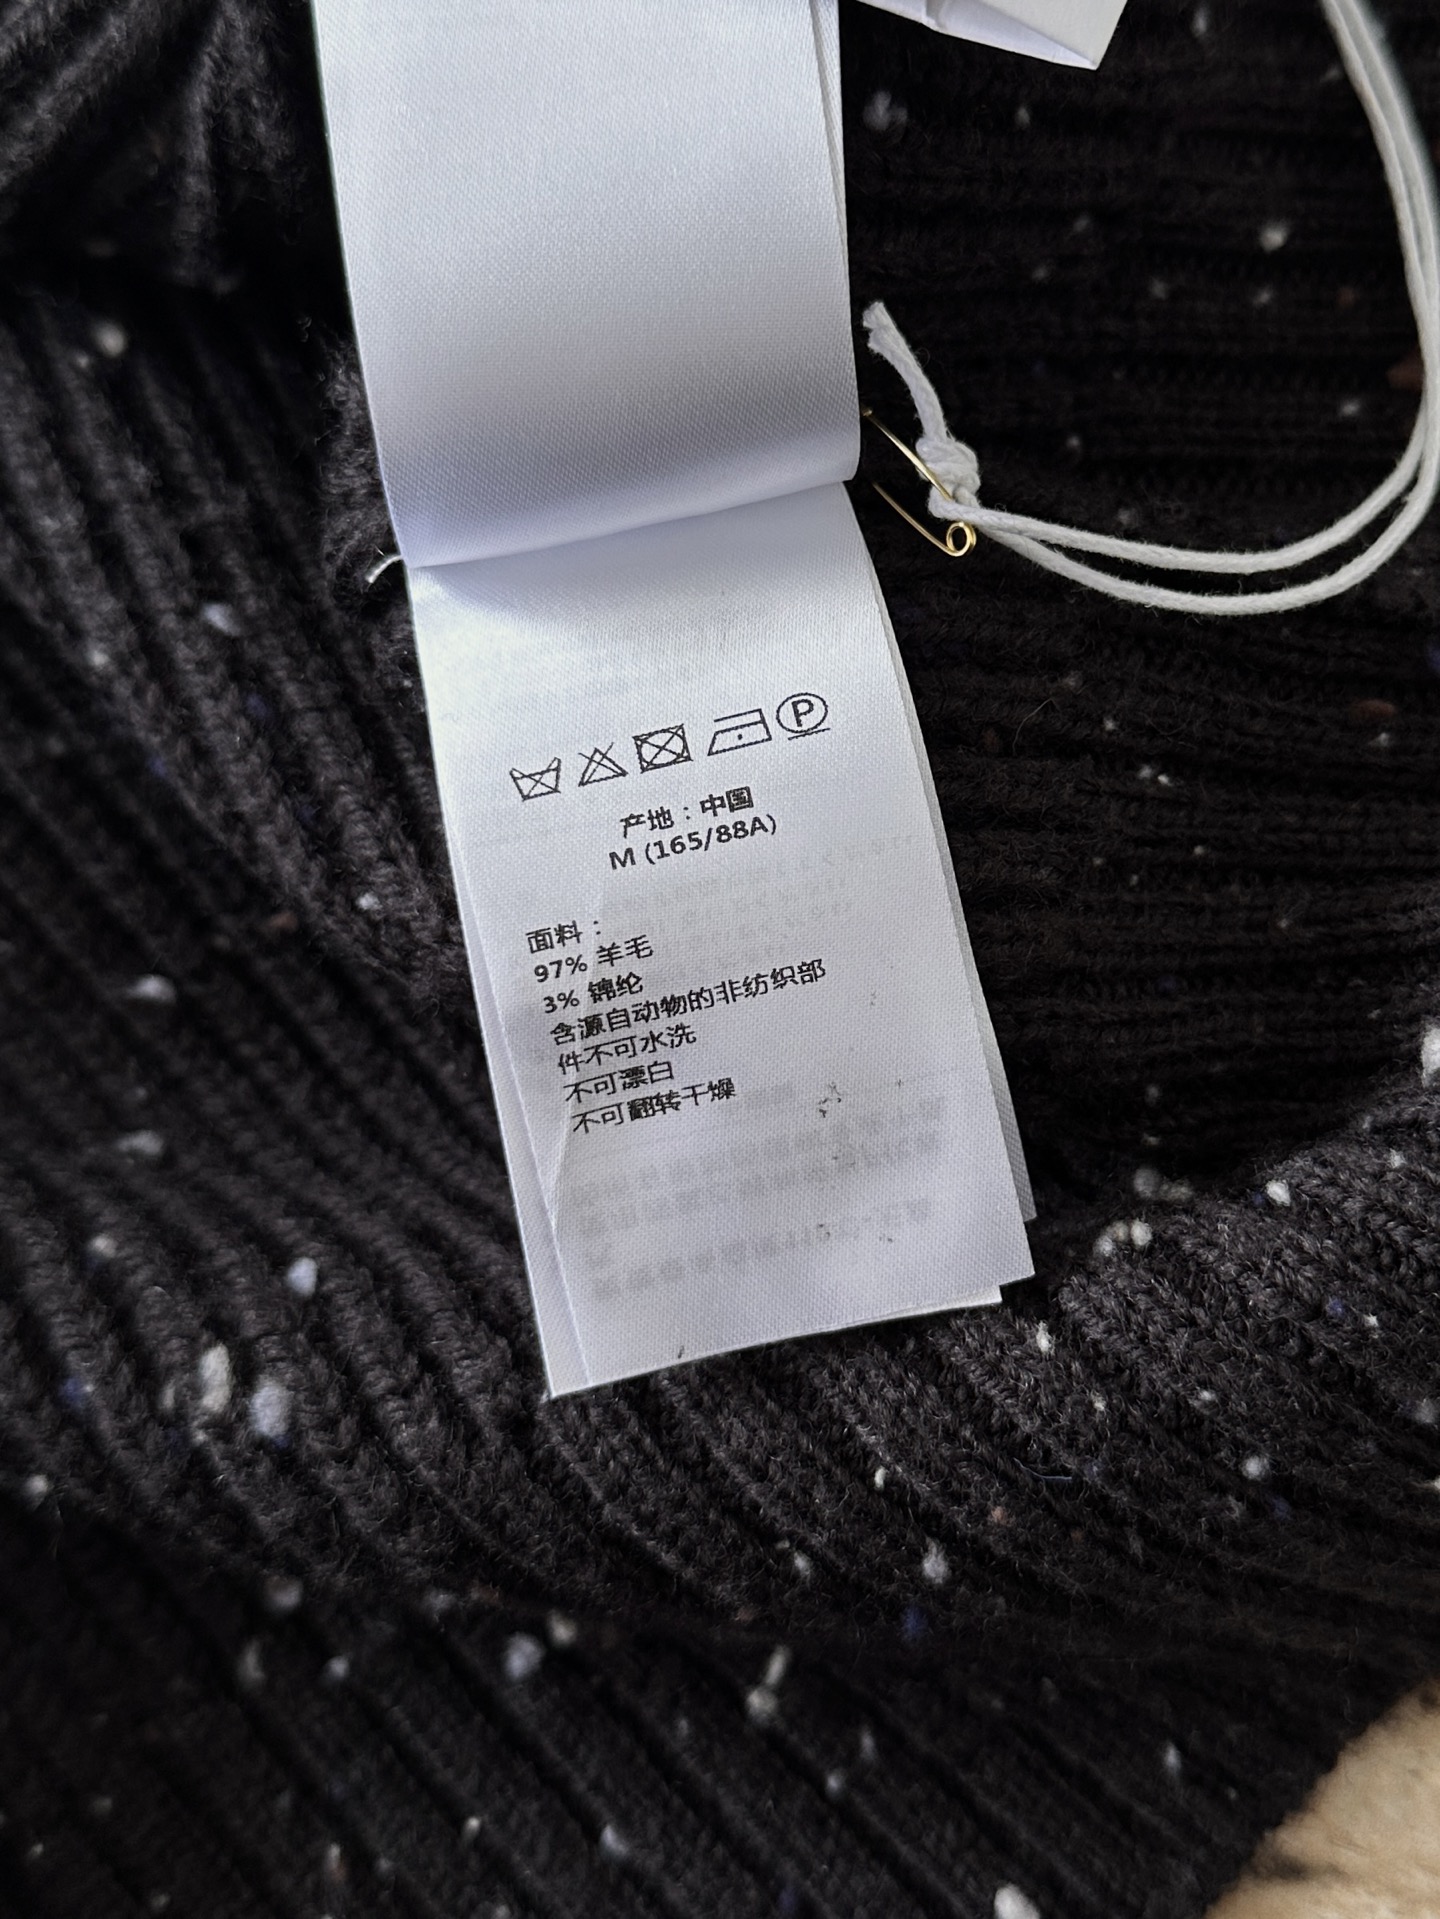 P
产地：中国
M (165/88A)
面料：
97% 羊毛
3% 锦纶
含源自动物的非纺织部
件不可水洗
不可漂白
不可翻转干燥